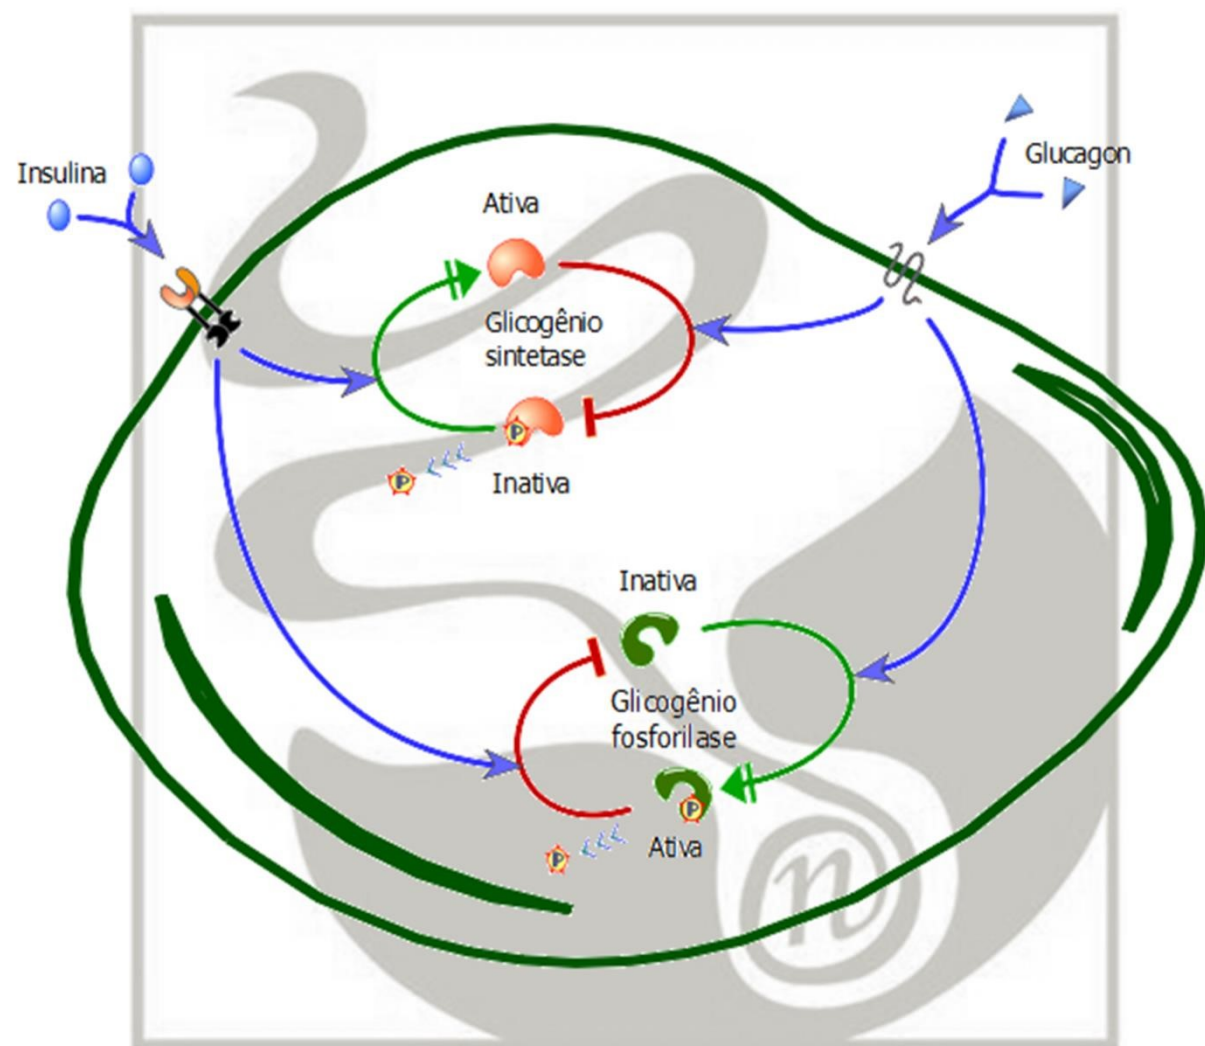 Insulina
Glucagon
Ativa
Glicogênio
sintetase
P
P
Inativa
Inativa
Glicogênio
fosforilase
P
Ativa
P
n